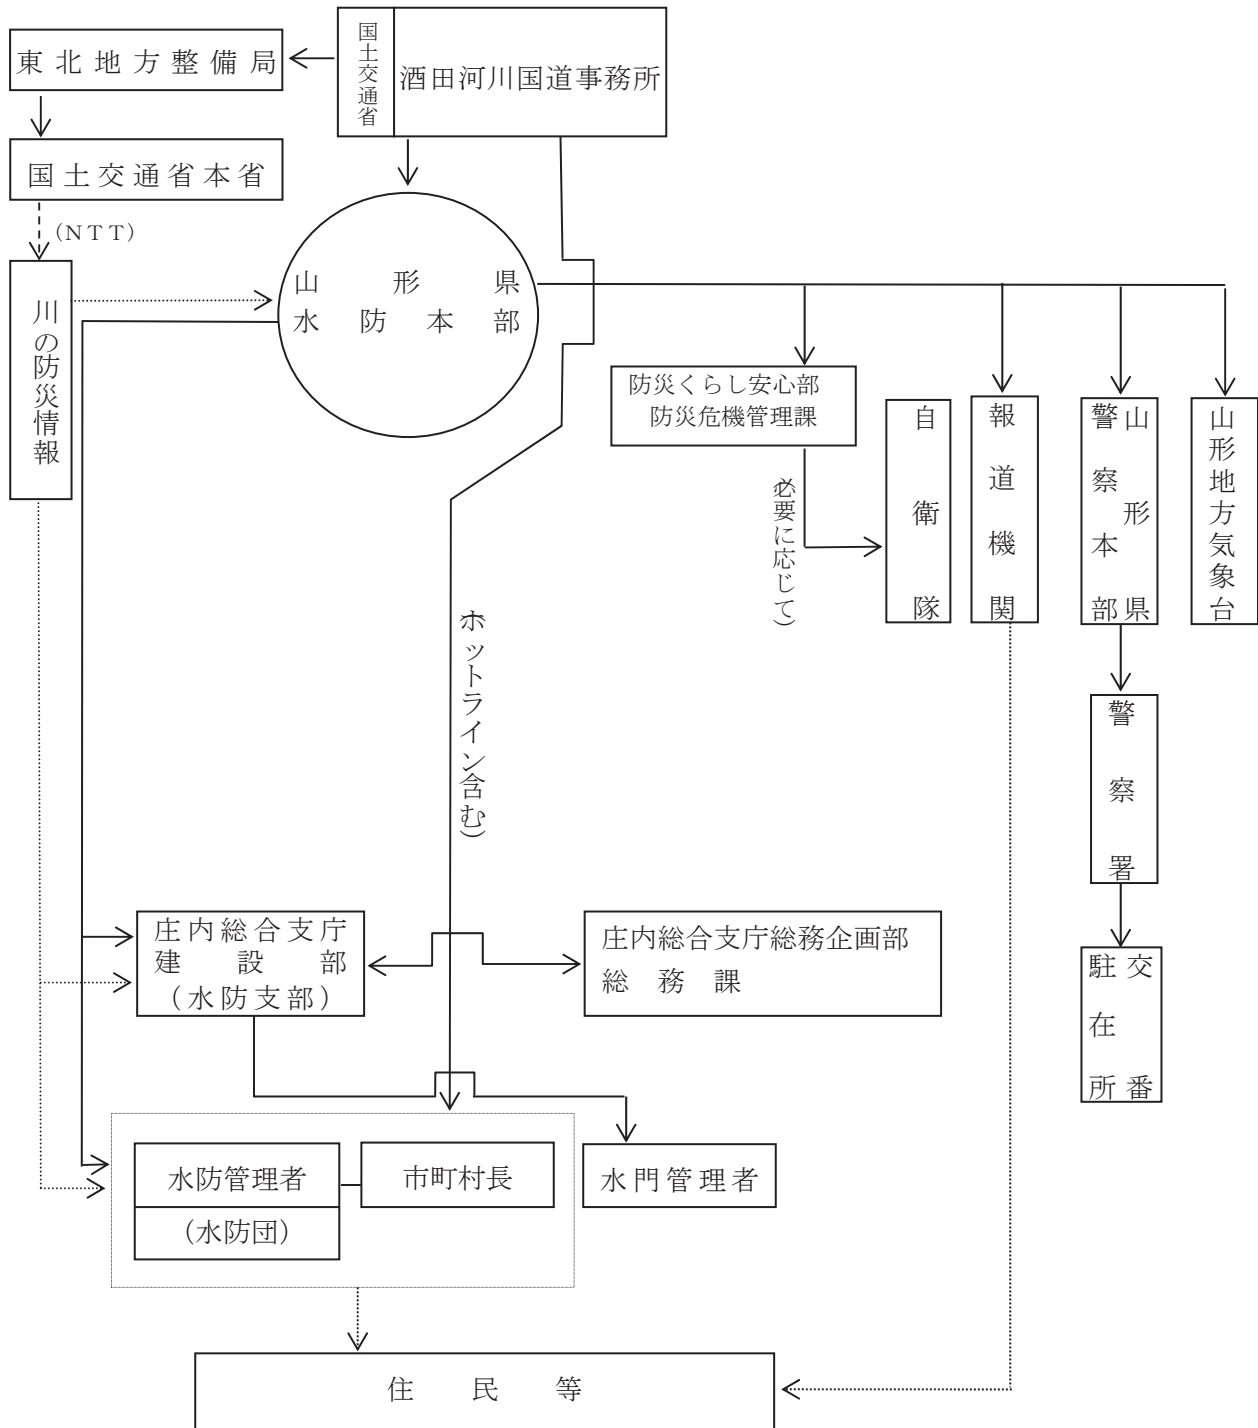 国土交通省
酒田河川国道事務所
東北地方整備局
国土交通省本省
（ＮＴＴ）
川の防災情報
山形県
水防本部
防災くらし安心部
防災危機管理課
必要に応じて）
自衛隊
報道機関
山形県
警察本部
山形地方気象台
警察署
交番
駐在所
（ホットライン含む）
庄内総合支庁
建設部
（水防支部）
庄内総合支庁総務企画部
総務課
水防管理者
（水防団）
市町村長
水門管理者
住民等